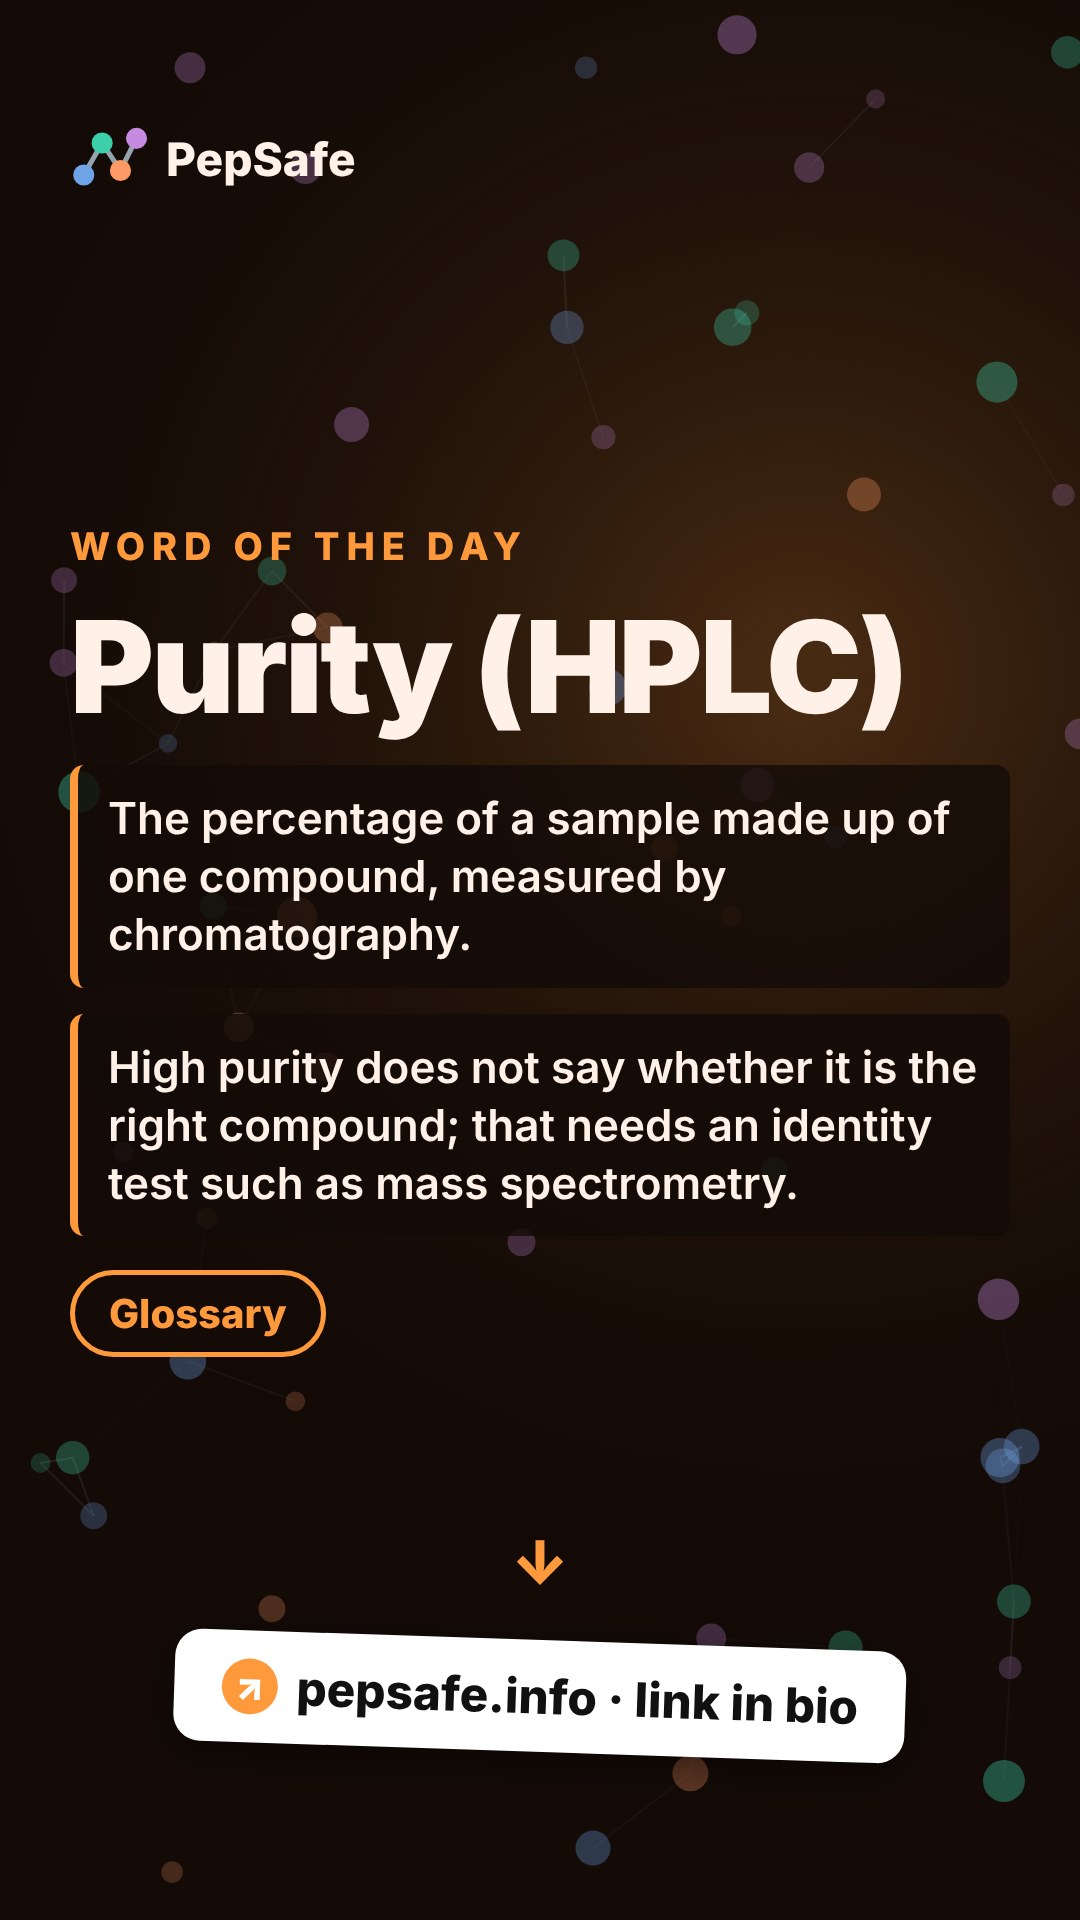 PepSafe
WORD OF THE DAY
Purity (HPLC)
The percentage of a sample made up of
one compound, measured by
chromatography.
High purity does not say whether it is the
right compound; that needs an identity
test such as mass spectrometry.
Glossary
pepsafe.info · link in bio